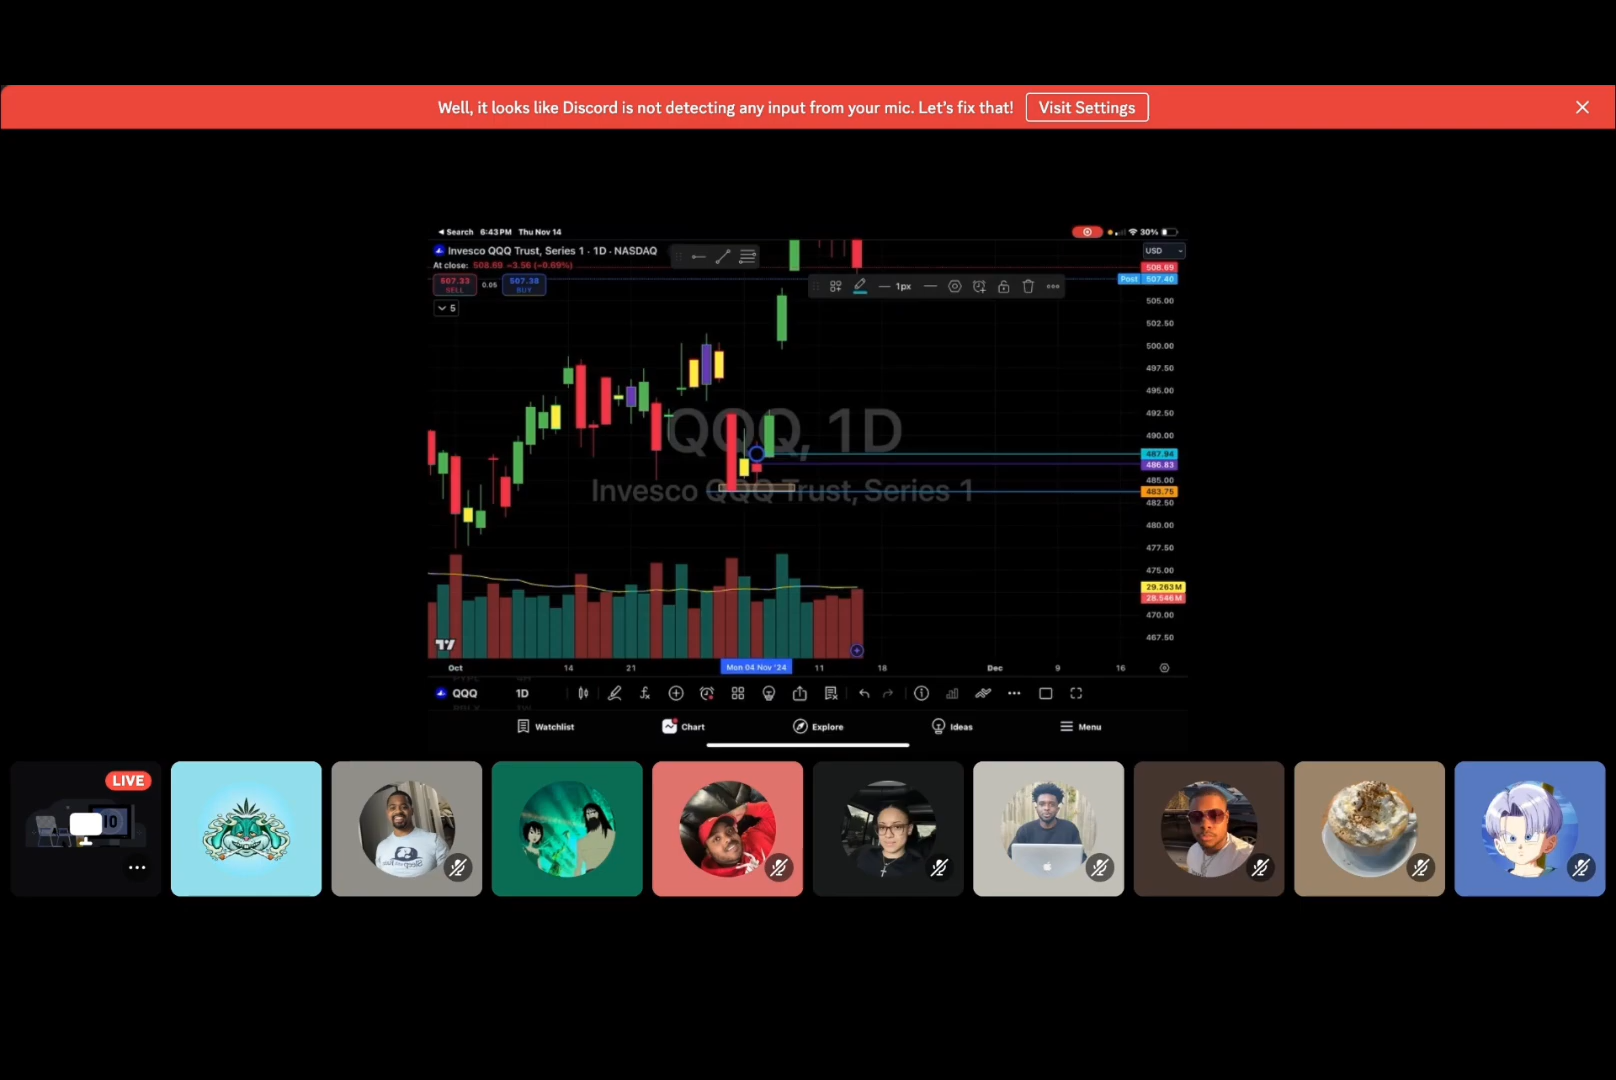 Well, it looks like Discord is not detecting any input from your mic. Let's fix that! Visit Settings
Search 6:43PM Thu Nov 14 30%
Invesco QQQ Trust, Series 1 · 1D · NASDAQ
USD
At close: 508.69 −3.56 (−0.69%)
508.69
507.33 SELL 0.05 507.38 BUY
Post 507.40
1px
5
505.00
502.50
500.00
497.50
495.00
492.50
QQQ, 1D
490.00
487.94
486.83
485.00
Invesco QQQ Trust, Series 1
483.75
482.50
480.00
477.50
475.00
29.263M
28.546M
470.00
467.50
Oct 14 21 Mon 04 Nov '24 11 18 Dec 9 16
QQQ 1D
Watchlist Chart Explore Ideas Menu
LIVE